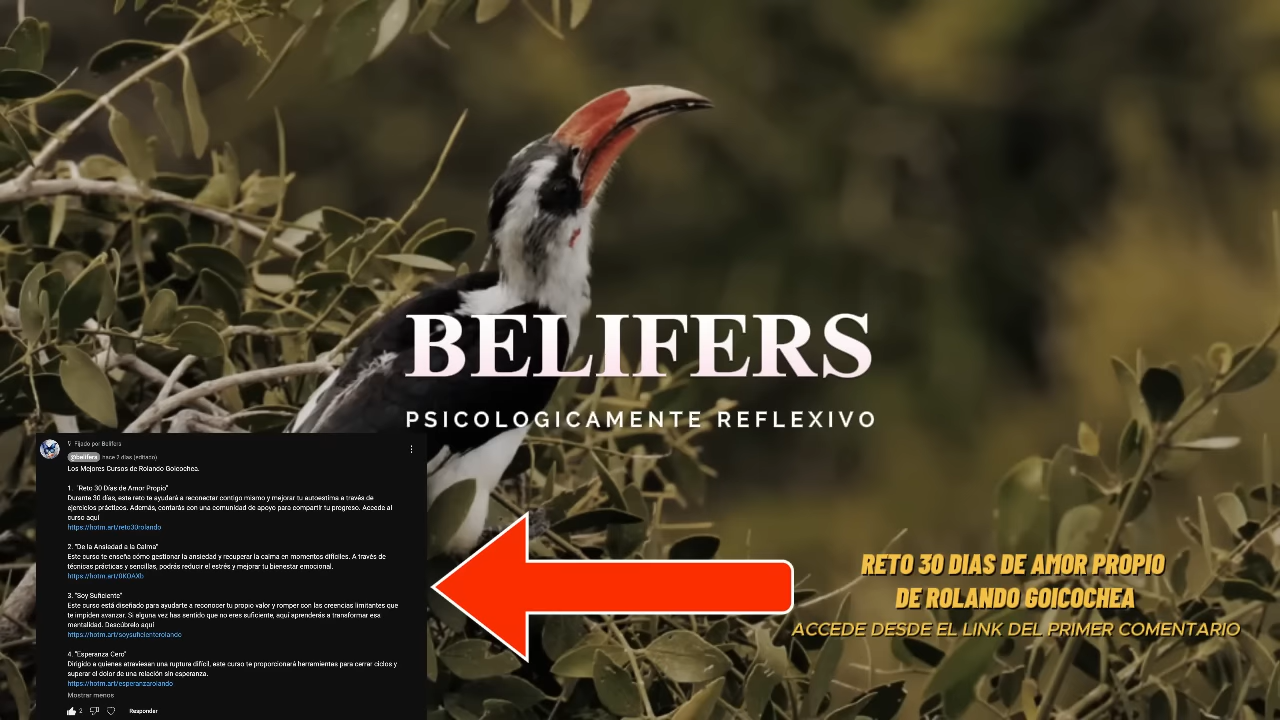 BELIFERS
PSICOLOGICAMENTE REFLEXIVO
Fijado por Belifers
@belifers hace 2 días (editado)
Los Mejores Cursos de Rolando Goicochea.
1. "Reto 30 Días de Amor Propio"
Durante 30 días, este reto te ayudará a reconectar contigo mismo y mejorar tu autoestima a través de
ejercicios prácticos. Además, contarás con una comunidad de apoyo para compartir tu progreso. Accede al
curso aquí
https://hotm.art/reto30rolando
2. "De la Ansiedad a la Calma"
Este curso te enseña cómo gestionar la ansiedad y recuperar la calma en momentos difíciles. A través de
técnicas prácticas y sencillas, podrás reducir el estrés y mejorar tu bienestar emocional.
https://hotm.art/0KOAXb
3. "Soy Suficiente"
Este curso está diseñado para ayudarte a reconocer tu propio valor y romper con las creencias limitantes que
te impiden avanzar. Si alguna vez has sentido que no eres suficiente, aquí aprenderás a transformar esa
mentalidad. Descúbrelo aquí
https://hotm.art/soysuficienterolando
4. "Esperanza Cero"
Dirigido a quienes atraviesan una ruptura difícil, este curso te proporcionará herramientas para cerrar ciclos y
superar el dolor de una relación sin esperanza.
https://hotm.art/esperanzarolando
Mostrar menos
2 Responder
RETO 30 DIAS DE AMOR PROPIO
DE ROLANDO GOICOCHEA
ACCEDE DESDE EL LINK DEL PRIMER COMENTARIO